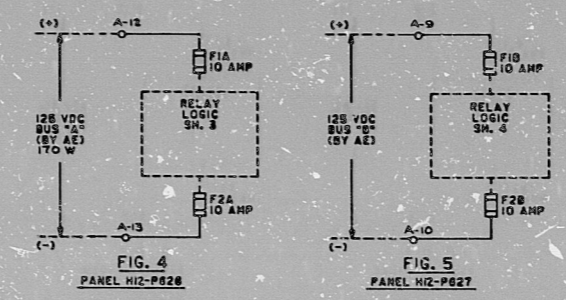 (+)
A-12
F1A
10 AMP
RELAY
LOGIC
SH. 3
125 VDC
BUS "A"
(BY AE)
170 W
F2A
10 AMP
A-13
(-)
FIG. 4
PANEL H12-P626
(+)
A-9
F1B
10 AMP
RELAY
LOGIC
SH. 4
125 VDC
BUS "B"
(BY AE)
F2B
10 AMP
A-10
(-)
FIG. 5
PANEL H12-P627